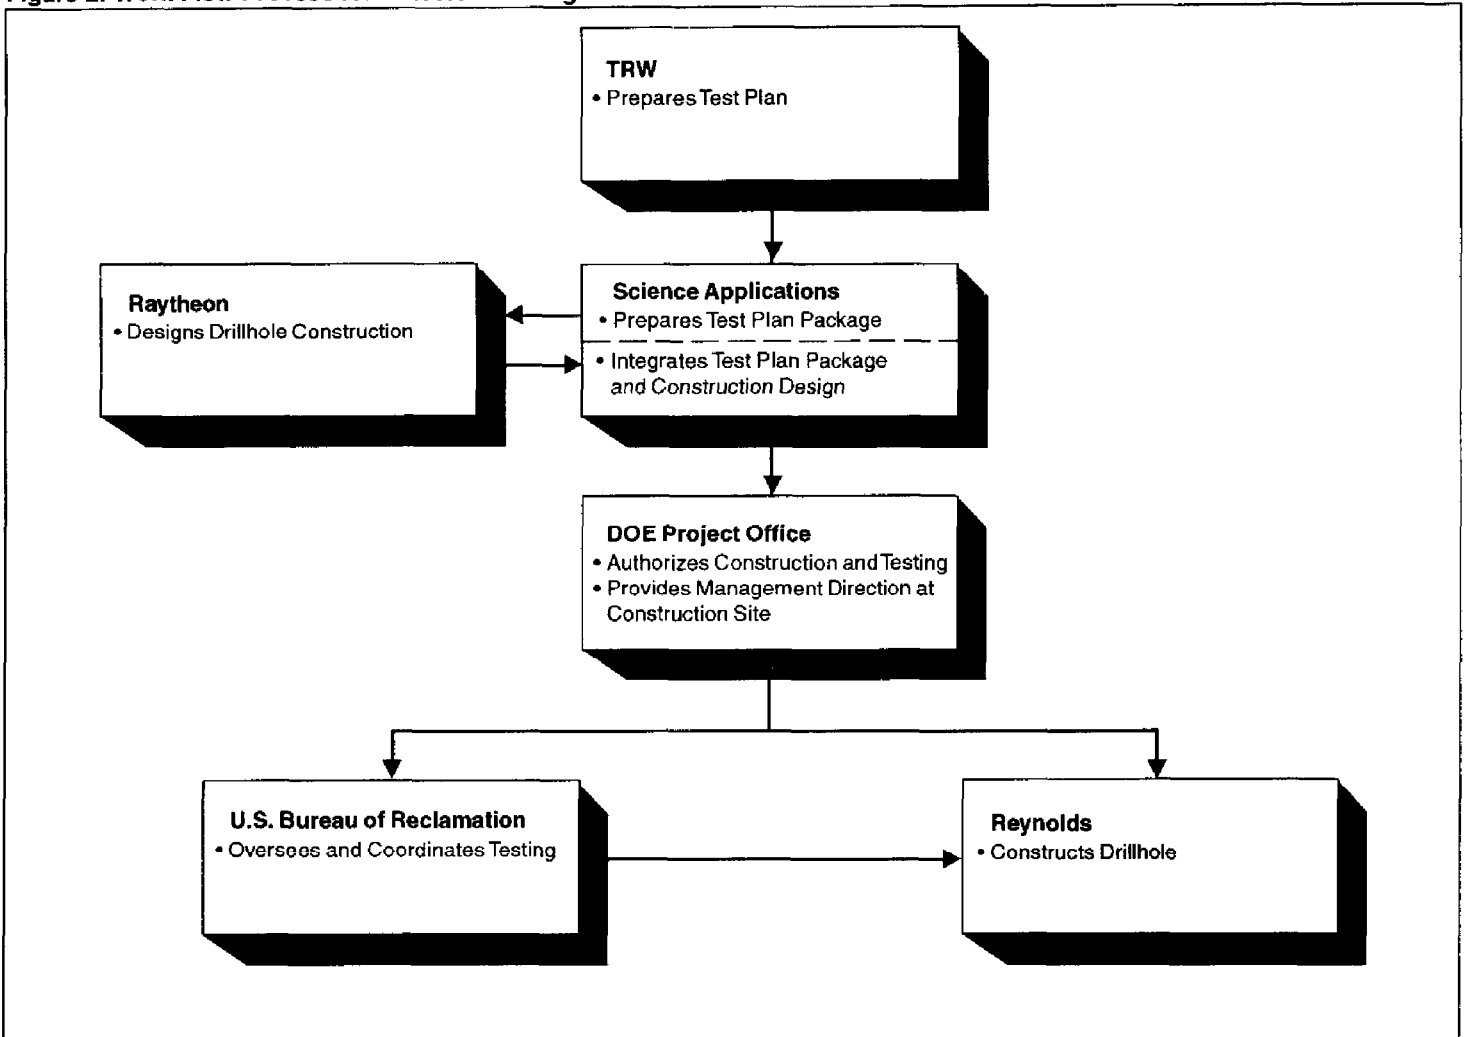 TRW
• Prepares Test Plan
Raytheon
• Designs Drillhole Construction
Science Applications
• Prepares Test Plan Package
• Integrates Test Plan Package
and Construction Design
DOE Project Office
• Authorizes Construction and Testing
• Provides Management Direction at
Construction Site
U.S. Bureau of Reclamation
• Oversees and Coordinates Testing
Reynolds
• Constructs Drillhole